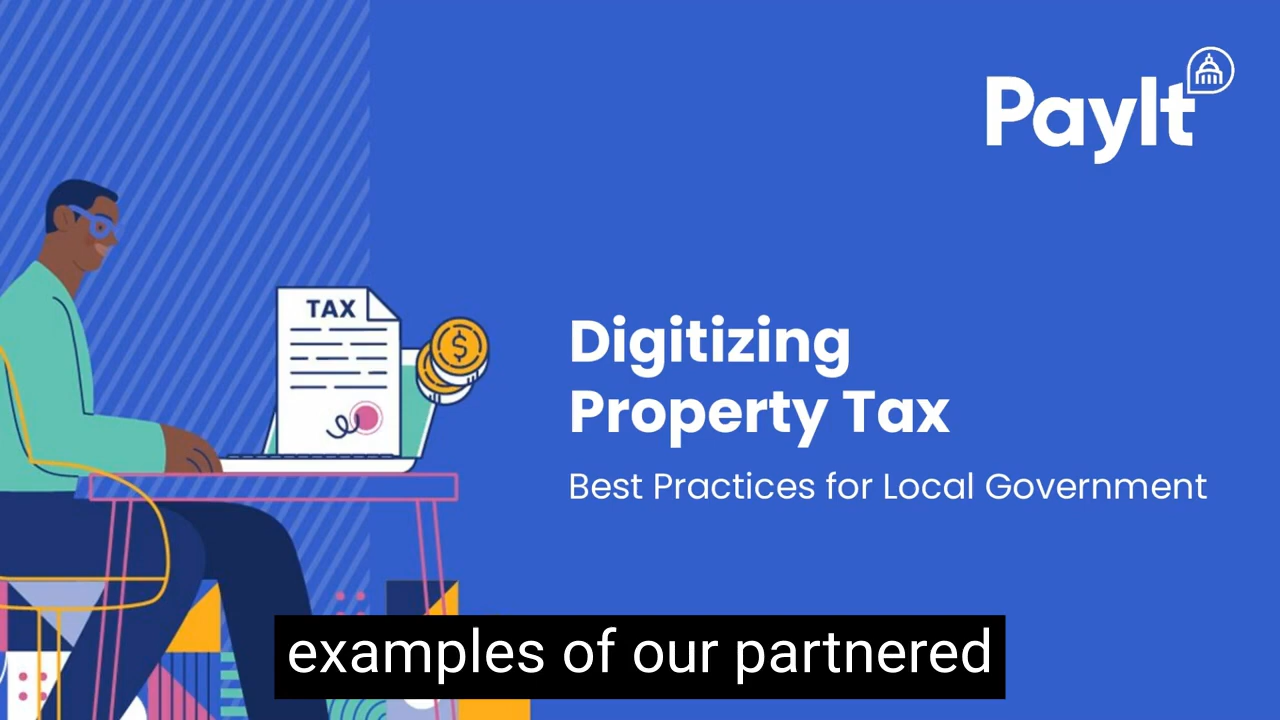 PayIt
TAX
Digitizing
Property Tax
Best Practices for Local Government
examples of our partnered